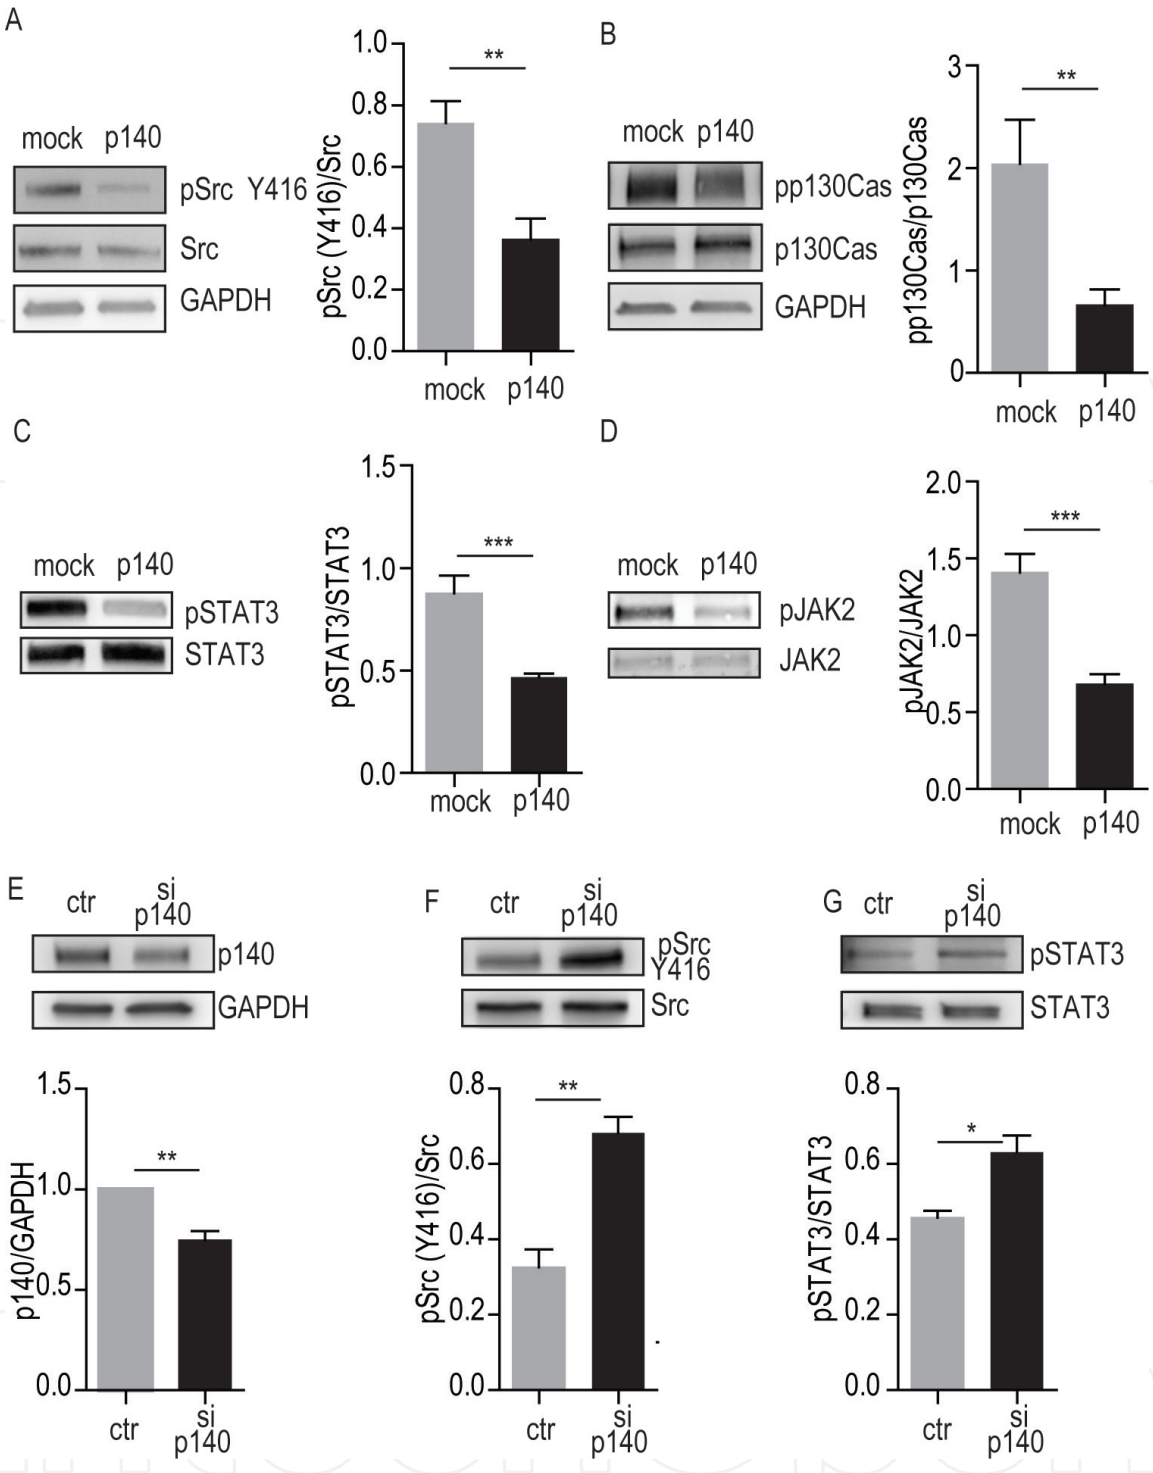 A
mock p140
pSrc Y416
Src
GAPDH
pSrc (Y416)/Src
1.0
0.8
0.6
0.4
0.2
0.0
**
mock p140
B
mock p140
pp130Cas
p130Cas
GAPDH
pp130Cas/p130Cas
3
2
1
0
**
mock p140
C
mock p140
pSTAT3
STAT3
pSTAT3/STAT3
1.5
1.0
0.5
0.0
***
mock p140
D
mock p140
pJAK2
JAK2
pJAK2/JAK2
2.0
1.5
1.0
0.5
0.0
***
mock p140
E
ctr
si
p140
p140
GAPDH
p140/GAPDH
1.5
1.0
0.5
0.0
**
ctr
si
p140
F
ctr
si
p140
pSrc
Y416
Src
pSrc (Y416)/Src
0.8
0.6
0.4
0.2
0.0
**
ctr
si
p140
G
ctr
si
p140
pSTAT3
STAT3
pSTAT3/STAT3
0.8
0.6
0.4
0.2
0.0
*
ctr
si
p140